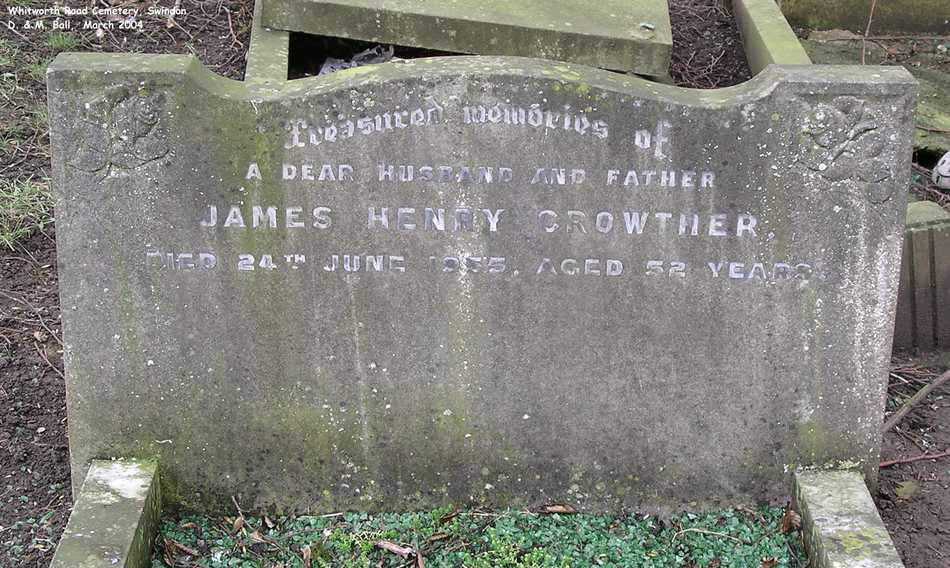 Whitworth Road Cemetery, Swindon
D. & M. Ball, March 2004
Treasured memories of
A DEAR HUSBAND AND FATHER
JAMES HENRY CROWTHER,
DIED 24TH JUNE 1955, AGED 52 YEARS.